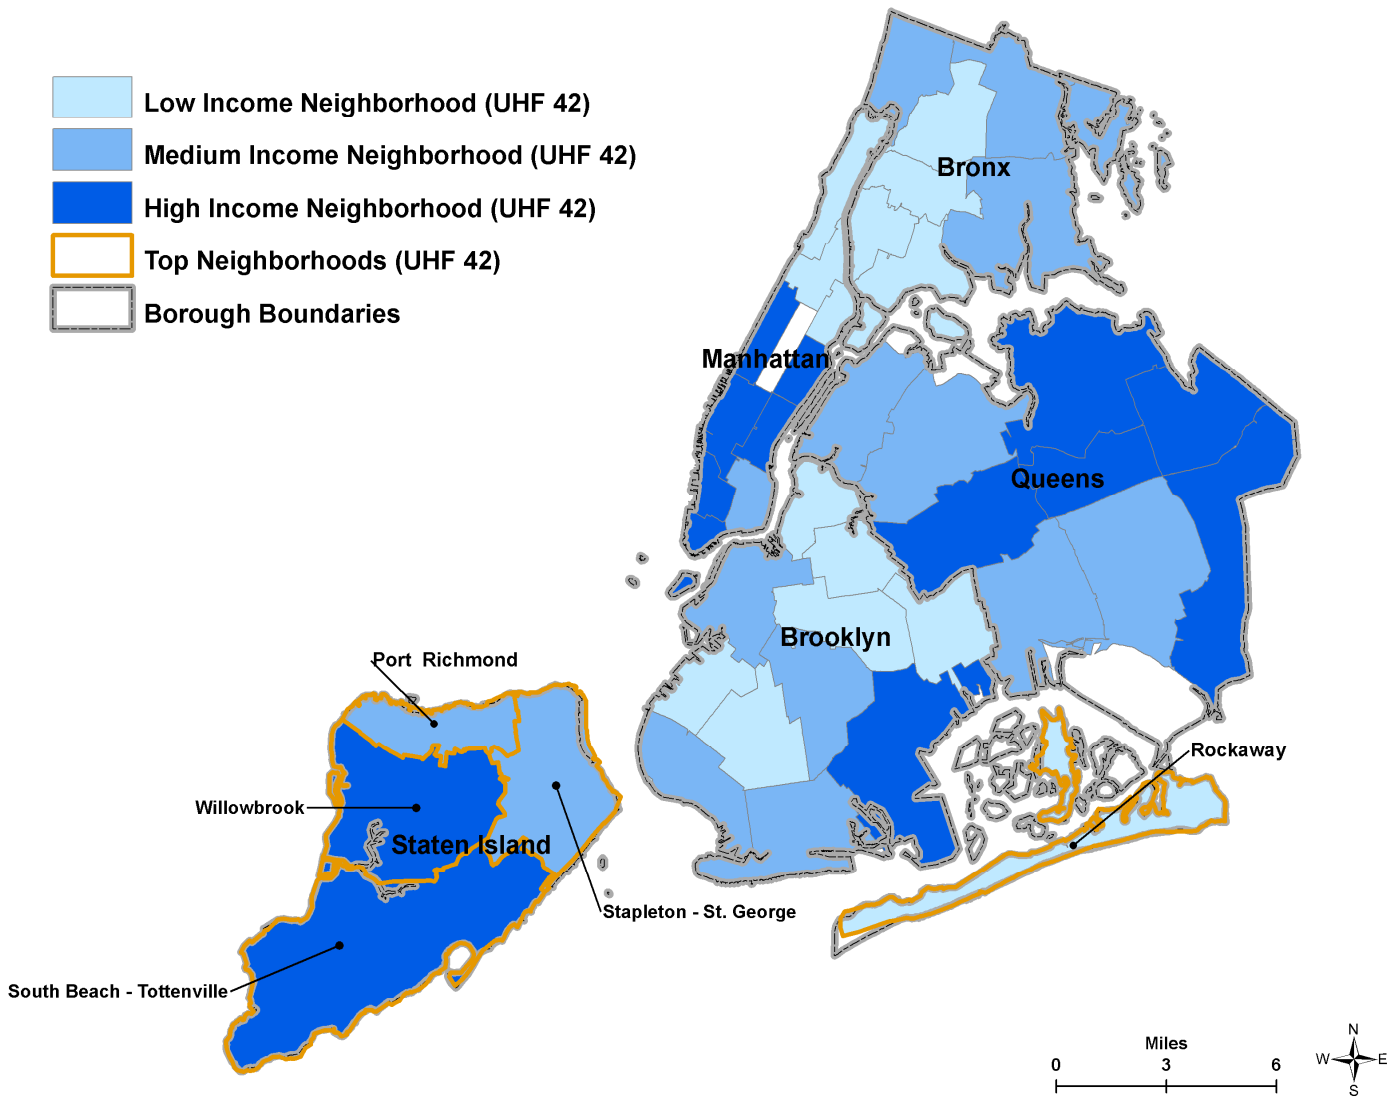 Low Income Neighborhood (UHF 42)
Medium Income Neighborhood (UHF 42)
High Income Neighborhood (UHF 42)
Top Neighborhoods (UHF 42)
Borough Boundaries
Bronx
Manhattan
Queens
Brooklyn
Port Richmond
Rockaway
Willowbrook
Staten Island
Stapleton - St. George
South Beach - Tottenville
Miles
0 3 6
N
W E
S